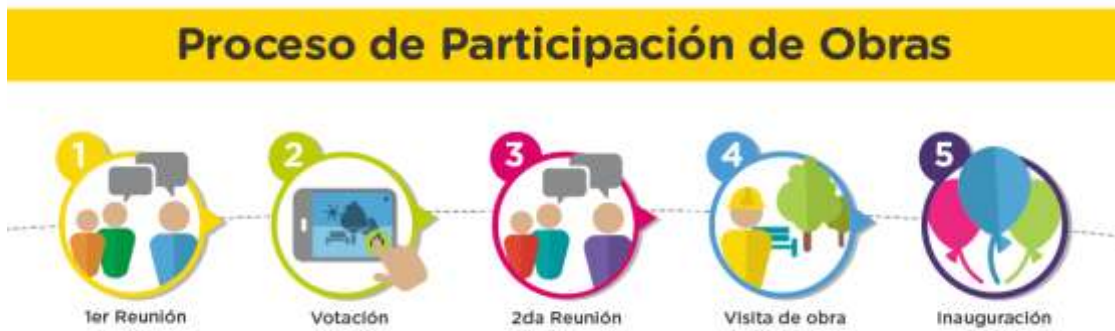 Proceso de Participación de Obras
1
2
3
4
5
1er Reunión
Votación
2da Reunión
Visita de obra
Inauguración